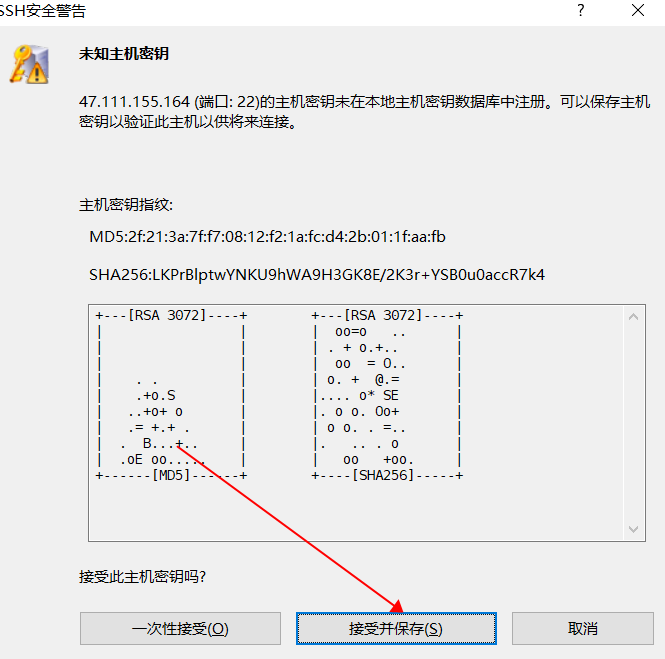 SSH安全警告
未知主机密钥
47.111.155.164 (端口: 22)的主机密钥未在本地主机密钥数据库中注册。可以保存主机
密钥以验证此主机以供将来连接。
主机密钥指纹:
MD5:2f:21:3a:7f:f7:08:12:f2:1a:fc:d4:2b:01:1f:aa:fb
SHA256:LKPrBlptwYNKU9hWA9H3GK8E/2K3r+YSB0u0accR7k4
+---[RSA 3072]----+       +---[RSA 3072]----+
|                 |       |  oo=o   ..      |
|                 |       | . + o.+..       |
|                 |       |  oo  = O..      |
|    . .          |       | o. +  @.=       |
|    .+o.S        |       |.... o* SE       |
|   ..+o+ o       |       |. o o. Oo+       |
|   .= +.+ .      |       | o o. . =..      |
|  .  B...+..     |       |.   .. . o       |
|  .oE oo.....    |       |   oo   +oo.     |
+------[MD5]------+       +----[SHA256]-----+
接受此主机密钥吗?
一次性接受(O) 接受并保存(S) 取消